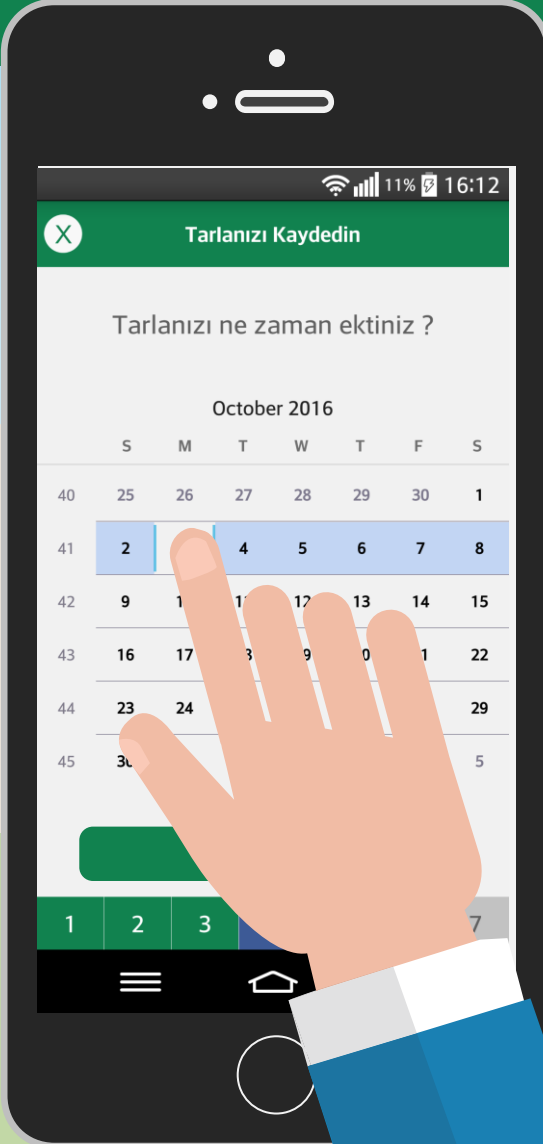 11% 16:12
X Tarlanızı Kaydedin
Tarlanızı ne zaman ektiniz ?
October 2016
S M T W T F S
40 25 26 27 28 29 30 1
41 2 4 5 6 7 8
42 9 12 13 14 15
43 16 17 22
44 23 24 29
45 5
1 2 3 7